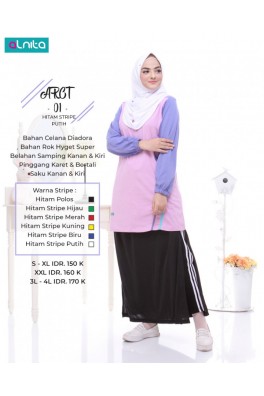 alnita
AROT
- 01 -
HITAM STRIPE
PUTIH
Bahan Celana Diadora
Bahan Rok Hyget Super
Belahan Samping Kanan & Kiri
Pinggang Karet & Bertali
Saku Kanan & Kiri
Warna Stripe :
Hitam Polos
Hitam Stripe Hijau
Hitam Stripe Merah
Hitam Stripe Kuning
Hitam Stripe Biru
Hitam Stripe Putih
S - XL IDR. 150 K
XXL IDR. 160 K
3L - 4L IDR. 170 K